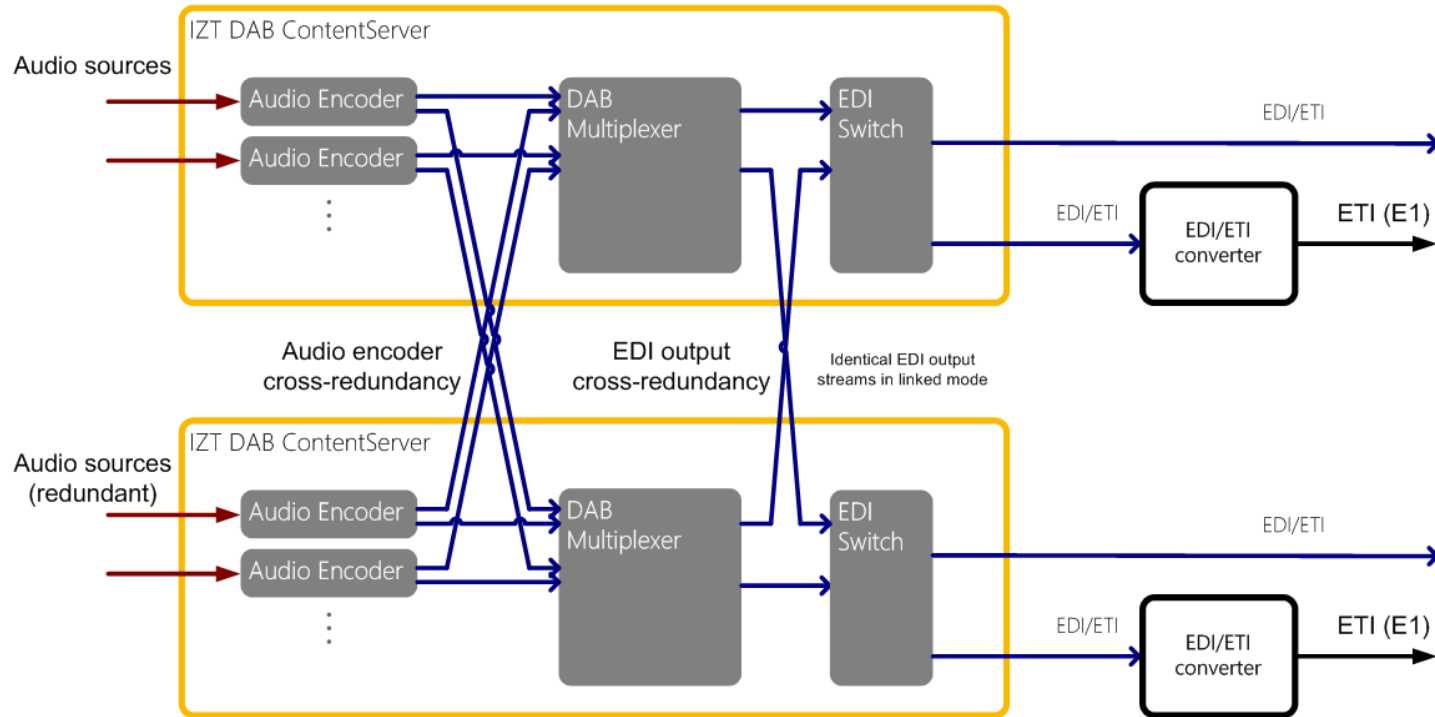 IZT DAB ContentServer
Audio sources
Audio Encoder
Audio Encoder
DAB
Multiplexer
EDI
Switch
EDI/ETI
EDI/ETI
EDI/ETI
converter
ETI (E1)
Audio encoder
cross-redundancy
EDI output
cross-redundancy
Identical EDI output
streams in linked mode
IZT DAB ContentServer
Audio sources
(redundant)
Audio Encoder
Audio Encoder
DAB
Multiplexer
EDI
Switch
EDI/ETI
EDI/ETI
EDI/ETI
converter
ETI (E1)